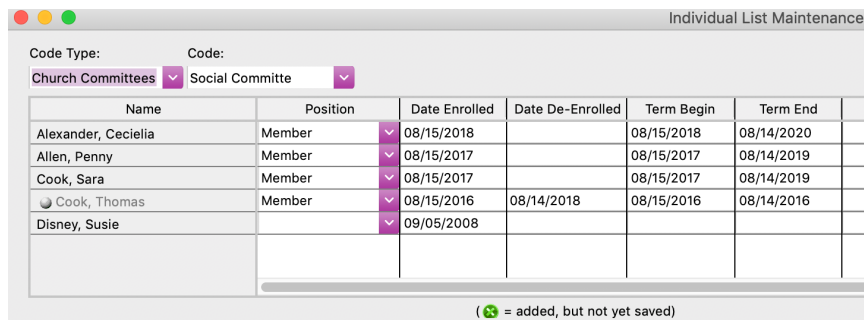 Individual List Maintenance
Code Type: Code:
Church Committees Social Committe
Name Position Date Enrolled Date De-Enrolled Term Begin Term End
Alexander, Cecielia Member 08/15/2018 08/15/2018 08/14/2020
Allen, Penny Member 08/15/2017 08/15/2017 08/14/2019
Cook, Sara Member 08/15/2017 08/15/2017 08/14/2019
Cook, Thomas Member 08/15/2016 08/14/2018 08/15/2016 08/14/2016
Disney, Susie 09/05/2008
( = added, but not yet saved)